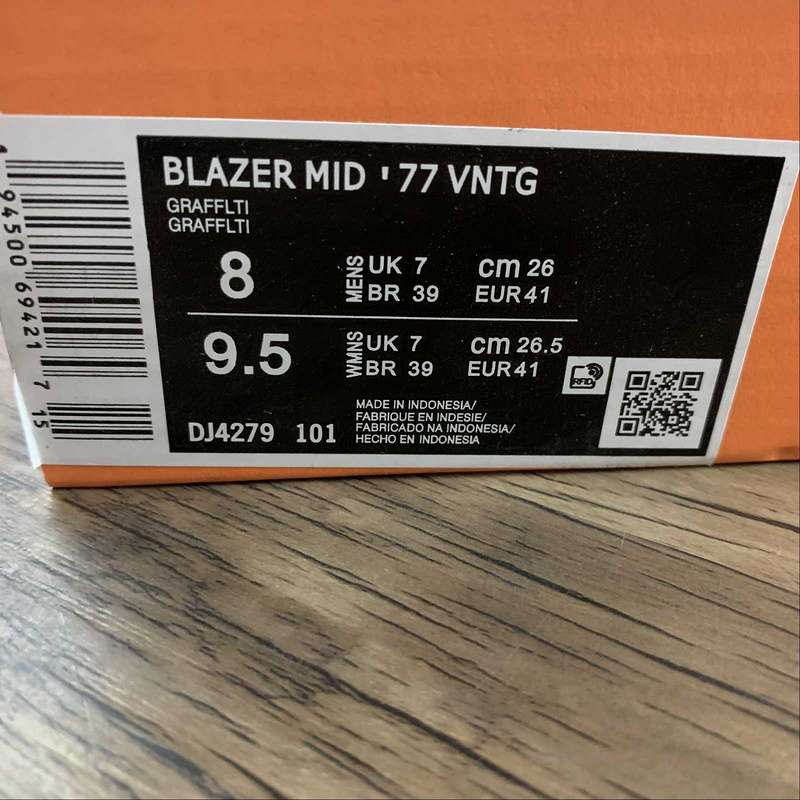 BLAZER MID '77 VNTG
GRAFFLTI
GRAFFLTI
8
MENS
UK 7 cm 26
BR 39 EUR 41
9.5
WMNS
UK 7 cm 26.5
BR 39 EUR 41
RFID
DJ4279 101
MADE IN INDONESIA/
FABRIQUE EN INDESIE/
FABRICADO NA INDONESIA/
HECHO EN INDONESIA
94500 69421 7 15